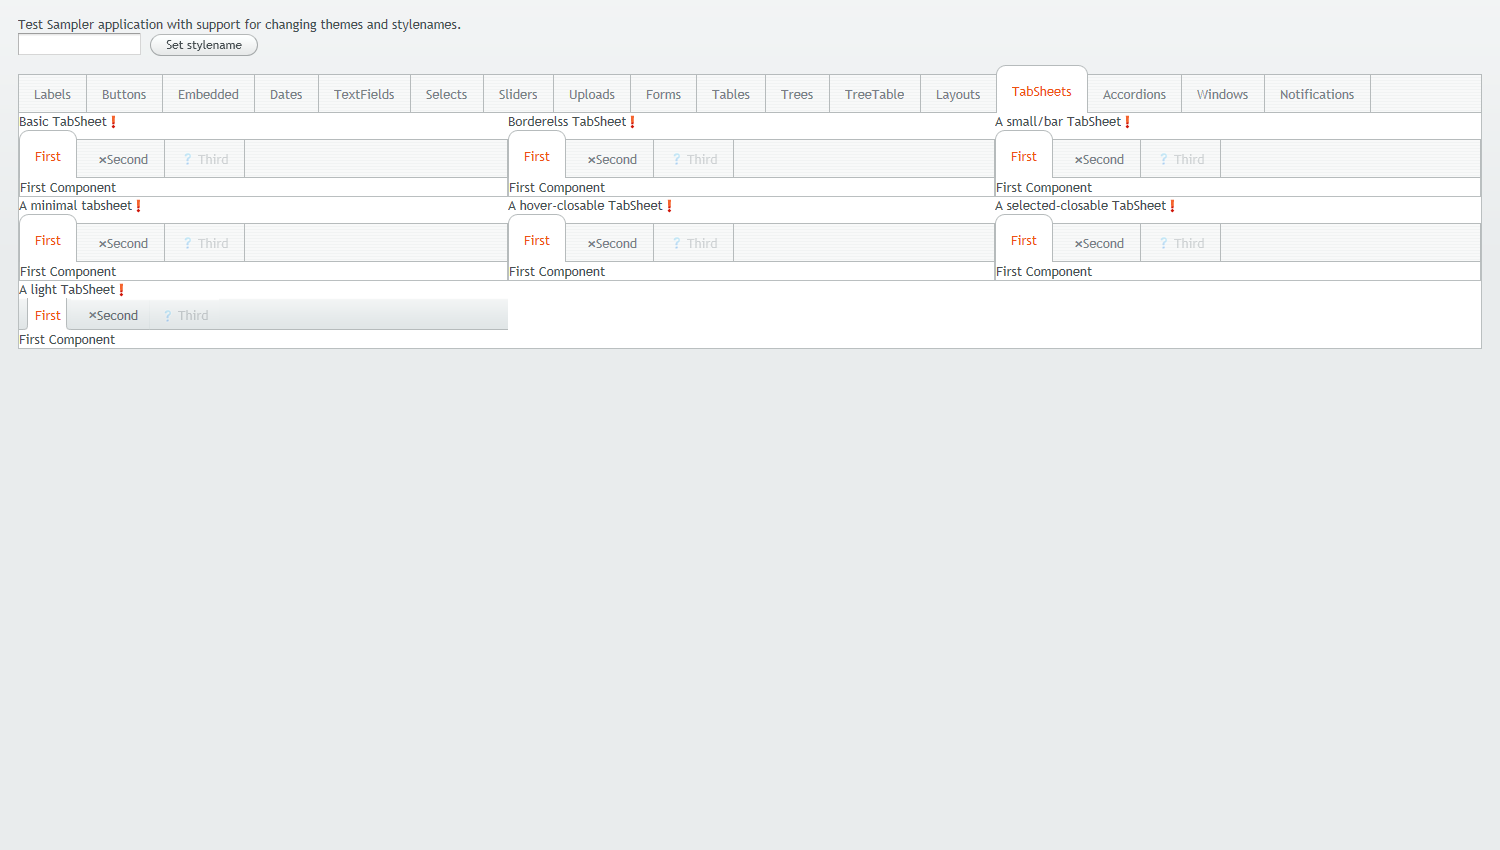 Test Sampler application with support for changing themes and stylenames.
Set stylename
Labels Buttons Embedded Dates TextFields Selects Sliders Uploads Forms Tables Trees TreeTable Layouts TabSheets Accordions Windows Notifications
Basic TabSheet ! Borderelss TabSheet ! A small/bar TabSheet !
First ×Second ? Third First ×Second ? Third First ×Second ? Third
First Component First Component First Component
A minimal tabsheet ! A hover-closable TabSheet ! A selected-closable TabSheet !
First ×Second ? Third First ×Second ? Third First ×Second ? Third
First Component First Component First Component
A light TabSheet !
First ×Second ? Third
First Component